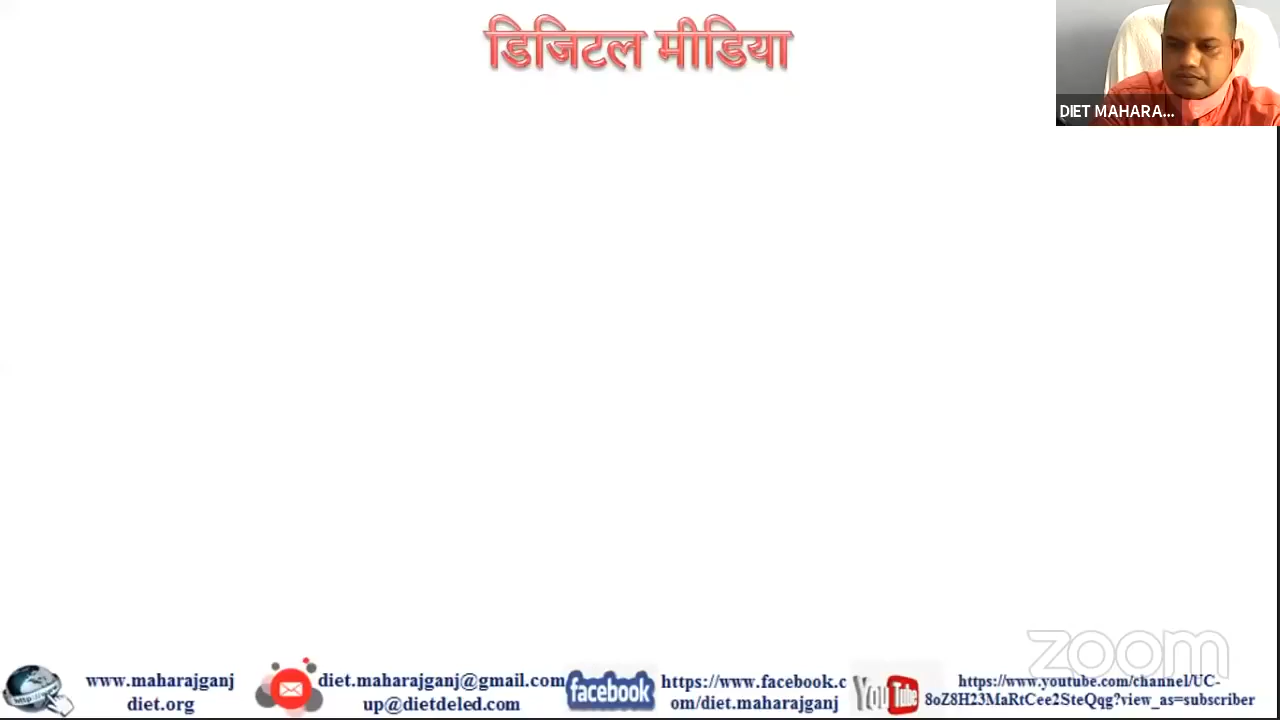 डिजिटल मीडिया
DIET MAHARA...
zoom
http://
www.maharajganj
diet.org
diet.maharajganj@gmail.com
up@dietdeled.com
facebook
https://www.facebook.c
om/diet.maharajganj
YouTube
https://www.youtube.com/channel/UC-
8oZ8H23MaRtCee2SteQqg?view_as=subscriber